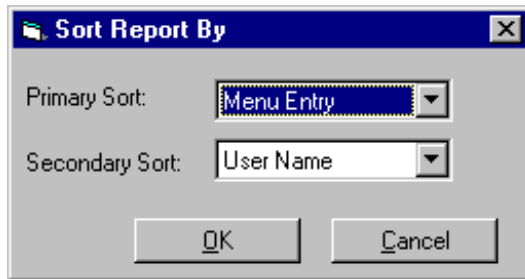 Sort Report By
Primary Sort: Menu Entry
Secondary Sort: User Name
OK Cancel